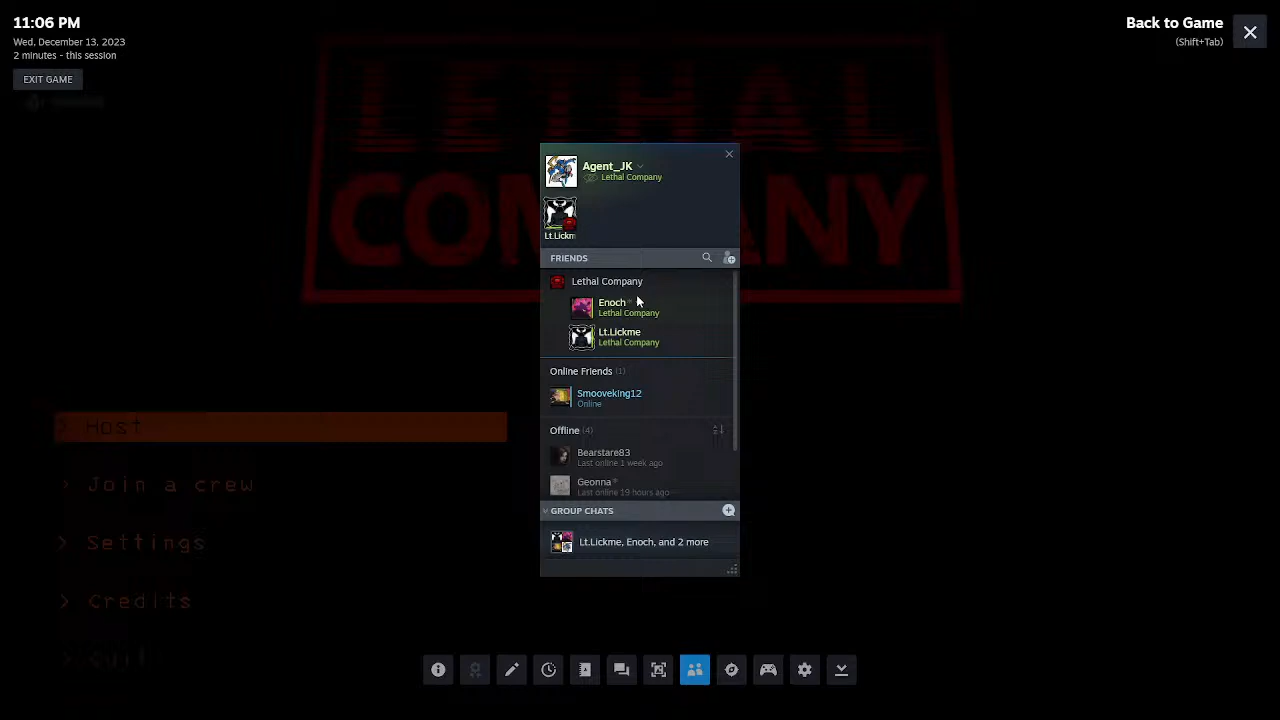 11:06 PM
Wed, December 13, 2023
2 minutes - this session
EXIT GAME
Back to Game
(Shift+Tab)
LETHAL
COMPANY
Agent_JK
Lethal Company
Lt.Lickm
FRIENDS
Lethal Company
Enoch
Lethal Company
Lt.Lickme
Lethal Company
Online Friends (1)
Smooveking12
Online
Offline (4)
Bearstare83
Last online 1 week ago
Geonna
Last online 19 hours ago
GROUP CHATS
Lt.Lickme, Enoch, and 2 more
> Host
> Join a crew
> Settings
> Credits
> Quit